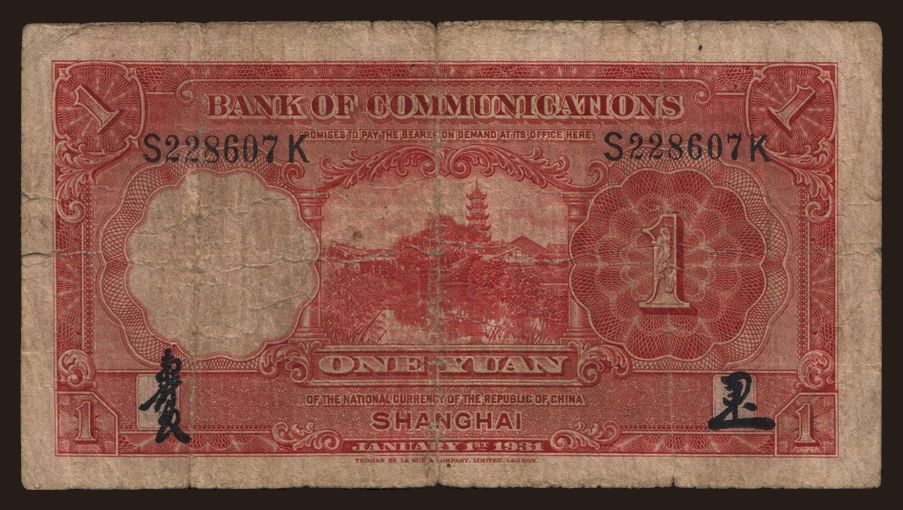 1 1
BANK OF COMMUNICATIONS
PROMISES TO PAY THE BEARER ON DEMAND AT ITS OFFICE HERE
S228607K S228607K
1
ONE YUAN
OF THE NATIONAL CURRENCY OF THE REPUBLIC OF CHINA
SHANGHAI
1 1
JANUARY 1ST 1931
THOMAS DE LA RUE & COMPANY, LIMITED, LONDON.